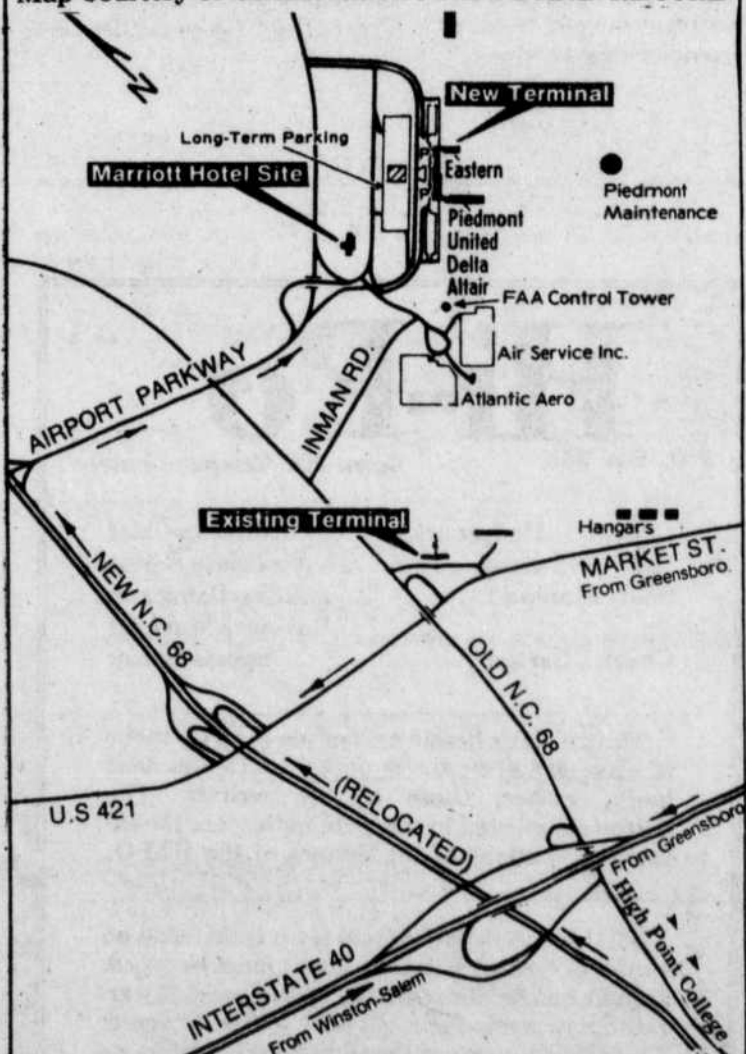 Map
N
New Terminal
Long-Term Parking
Marriott Hotel Site
P
Eastern
P
Piedmont
Maintenance
Piedmont
United
Delta
Altair
FAA Control Tower
Air Service Inc.
Atlantic Aero
AIRPORT PARKWAY
INMAN RD.
Existing Terminal
Hangars
MARKET ST.
From Greensboro.
NEW N.C. 68
OLD N.C. 68
(RELOCATED)
U.S 421
From Greensboro
High Point College
INTERSTATE 40
From Winston-Salem